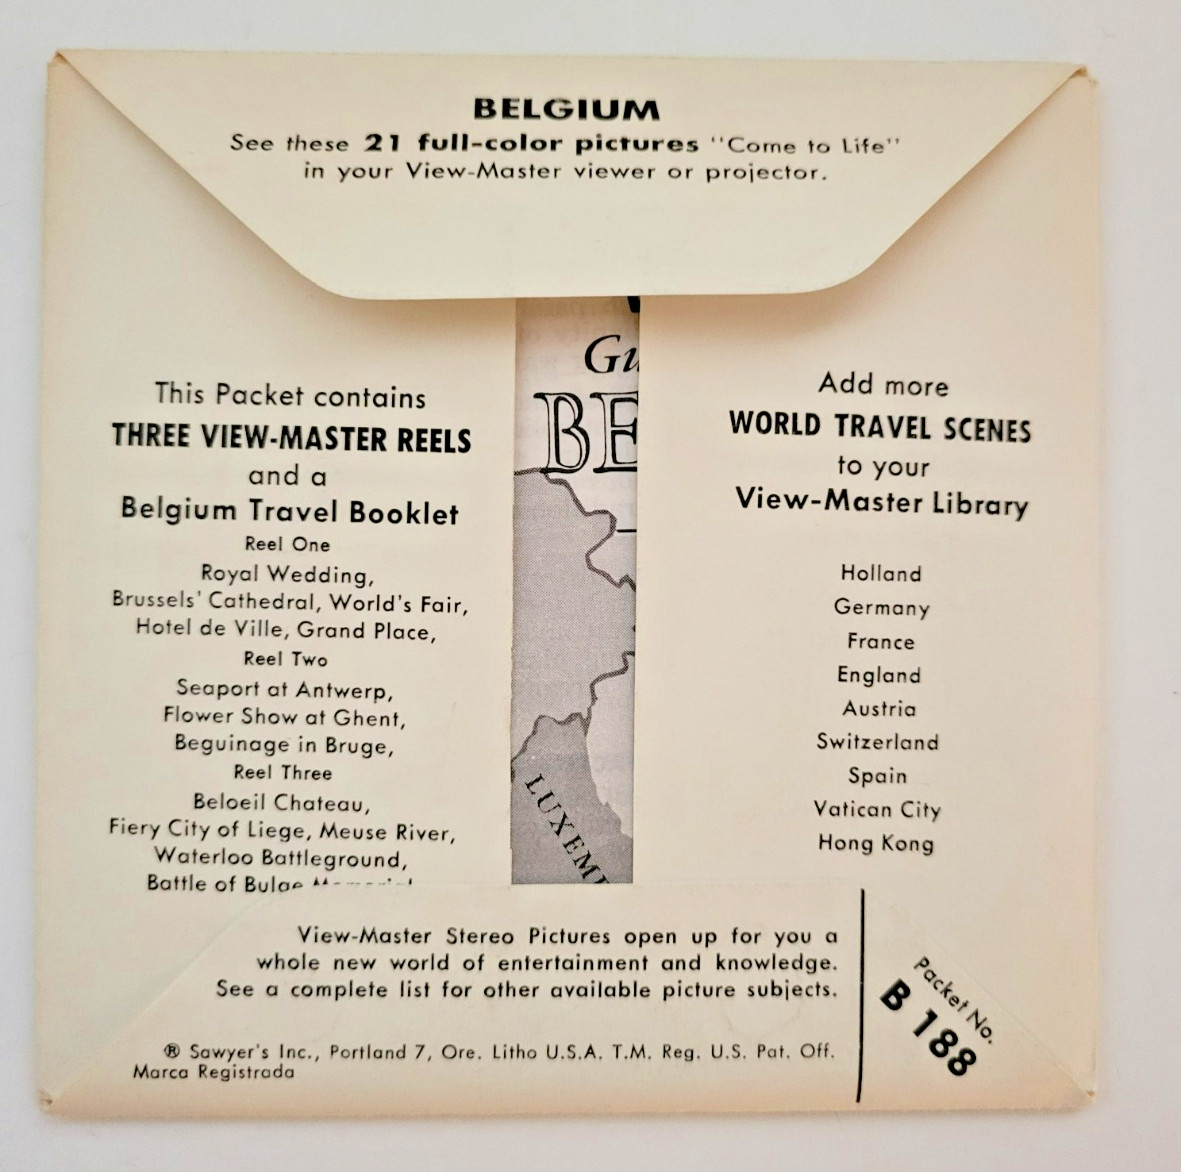 BELGIUM
See these 21 full-color pictures "Come to Life"
in your View-Master viewer or projector.
This Packet contains
THREE VIEW-MASTER REELS
and a
Belgium Travel Booklet
Reel One
Royal Wedding,
Brussels' Cathedral, World's Fair,
Hotel de Ville, Grand Place,
Reel Two
Seaport at Antwerp,
Flower Show at Ghent,
Beguinage in Bruge,
Reel Three
Beloeil Chateau,
Fiery City of Liege, Meuse River,
Waterloo Battleground,
Battle of Bulge
Gu
BE
LUXEM
Add more
WORLD TRAVEL SCENES
to your
View-Master Library
Holland
Germany
France
England
Austria
Switzerland
Spain
Vatican City
Hong Kong
View-Master Stereo Pictures open up for you a
whole new world of entertainment and knowledge.
See a complete list for other available picture subjects.
® Sawyer's Inc., Portland 7, Ore. Litho U.S.A. T.M. Reg. U.S. Pat. Off.
Marca Registrada
Packet No.
B 188